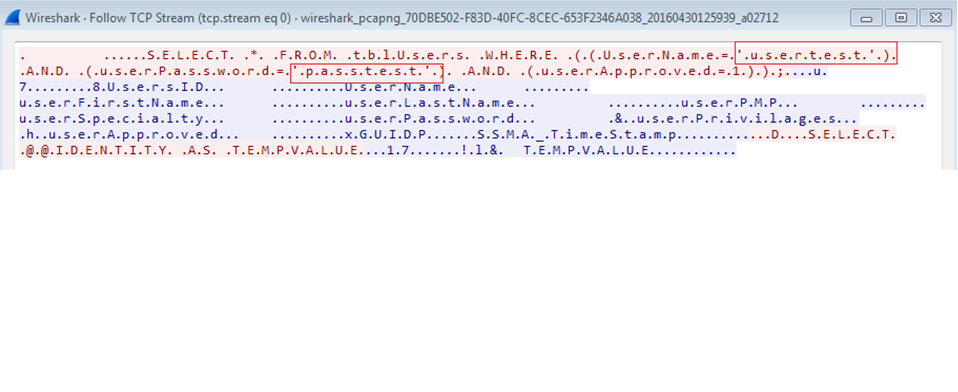 Wireshark · Follow TCP Stream (tcp.stream eq 0) · wireshark_pcapng_70DBE502-F83D-40FC-8CEC-653F2346A038_20160430125939_a02712
. ......S.E.L.E.C.T. .*. .F.R.O.M. .t.b.l.U.s.e.r.s. .W.H.E.R.E. .(.(.U.s.e.r.N.a.m.e.=.'.u.s.e.r.t.e.s.t.'.).
.A.N.D. .(.u.s.e.r.P.a.s.s.w.o.r.d.=.'.p.a.s.s.t.e.s.t.'.). .A.N.D. .(.u.s.e.r.A.p.p.r.o.v.e.d.=.1.).).;....u.
7.........8.U.s.e.r.s.I.D... ..........U.s.e.r.N.a.m.e... ..........
u.s.e.r.F.i.r.s.t.N.a.m.e... ..........u.s.e.r.L.a.s.t.N.a.m.e... ..........u.s.e.r.P.M.P... ..........
u.s.e.r.S.p.e.c.i.a.l.t.y... ..........u.s.e.r.P.a.s.s.w.o.r.d... .&..u.s.e.r.P.r.i.v.i.l.a.g.e.s...
.h..u.s.e.r.A.p.p.r.o.v.e.d... ..........x.G.U.I.D.P......S.S.M.A._.T.i.m.e.S.t.a.m.p.............D....S.E.L.E.C.T.
.@.@.I.D.E.N.T.I.T.Y. .A.S. .T.E.M.P.V.A.L.U.E....1.7.......!.l.&. T.E.M.P.V.A.L.U.E............